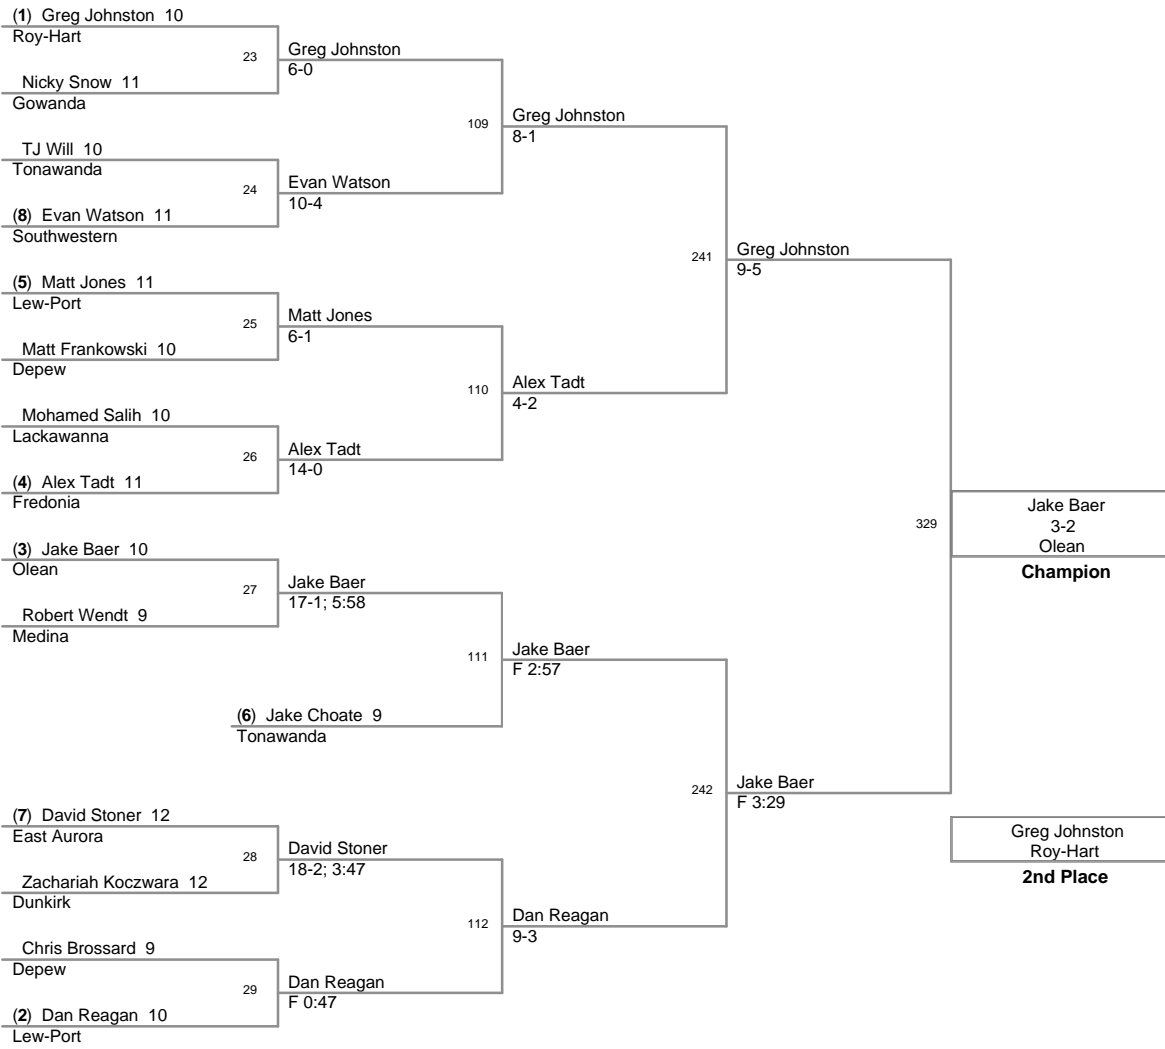 (1) Greg Johnston 10
Roy-Hart
23
Nicky Snow 11
Gowanda
Greg Johnston
6-0
TJ Will 10
Tonawanda
24
(8) Evan Watson 11
Southwestern
Evan Watson
10-4
109
Greg Johnston
8-1
(5) Matt Jones 11
Lew-Port
25
Matt Frankowski 10
Depew
Matt Jones
6-1
Mohamed Salih 10
Lackawanna
26
(4) Alex Tadt 11
Fredonia
Alex Tadt
14-0
110
Alex Tadt
4-2
241
Greg Johnston
9-5
(3) Jake Baer 10
Olean
27
Robert Wendt 9
Medina
Jake Baer
17-1; 5:58
111
(6) Jake Choate 9
Tonawanda
Jake Baer
F 2:57
(7) David Stoner 12
East Aurora
28
Zachariah Koczwara 12
Dunkirk
David Stoner
18-2; 3:47
Chris Brossard 9
Depew
29
(2) Dan Reagan 10
Lew-Port
Dan Reagan
F 0:47
112
Dan Reagan
9-3
242
Jake Baer
F 3:29
329
Jake Baer
3-2
Olean
Champion
Greg Johnston
Roy-Hart
2nd Place